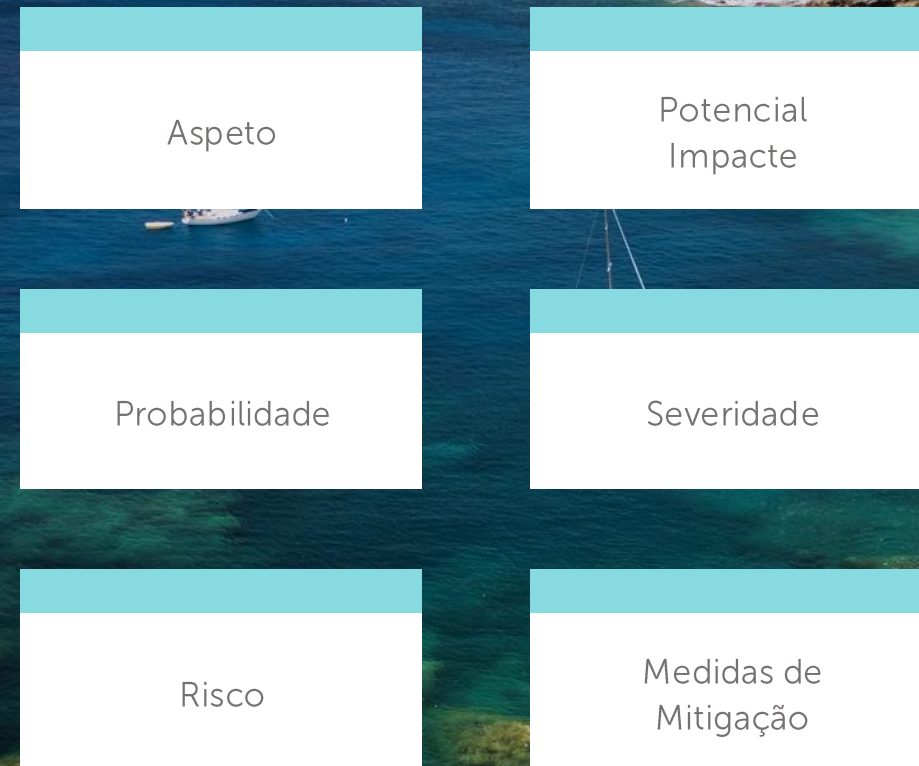 Aspeto
Potencial
Impacte
Probabilidade
Severidade
Risco
Medidas de
Mitigação